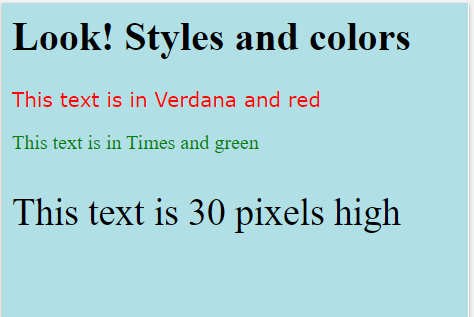 Look! Styles and colors
This text is in Verdana and red
This text is in Times and green
This text is 30 pixels high